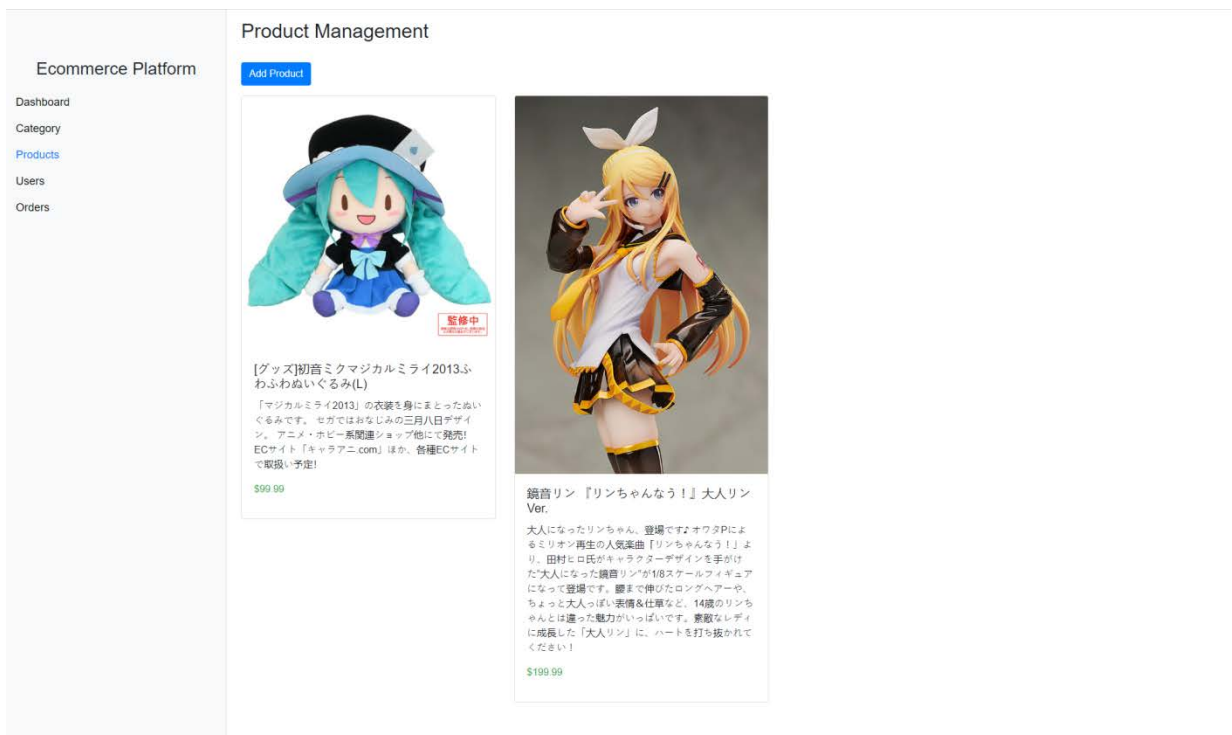 Product Management
Ecommerce Platform
Add Product
Dashboard
Category
Products
Users
Orders
監修中
[グッズ]初音ミクマジカルミライ2013ふ
わふわぬいぐるみ(L)
「マジカルミライ2013」の衣装を身にまとったぬい
ぐるみです。 セガではおなじみの三月八日デザイ
ン。 アニメ・ホビー系関連ショップ他にて発売!
ECサイト「キャラアニ.com」ほか、各種ECサイト
で取扱い予定!
$99.99
鏡音リン 『リンちゃんなう！』大人リン
Ver.
大人になったリンちゃん、登場です♪ オワタPによ
るミリオン再生の人気楽曲「リンちゃんなう！」よ
り、田村ヒロ氏がキャラクターデザインを手がけ
た"大人になった鏡音リン"が1/8スケールフィギュア
になって登場です。腰まで伸びたロングヘアーや、
ちょっと大人っぽい表情＆仕草など、14歳のリンち
ゃんとは違った魅力がいっぱいです。素敵なレディ
に成長した「大人リン」に、ハートを打ち抜かれて
ください！
$199.99